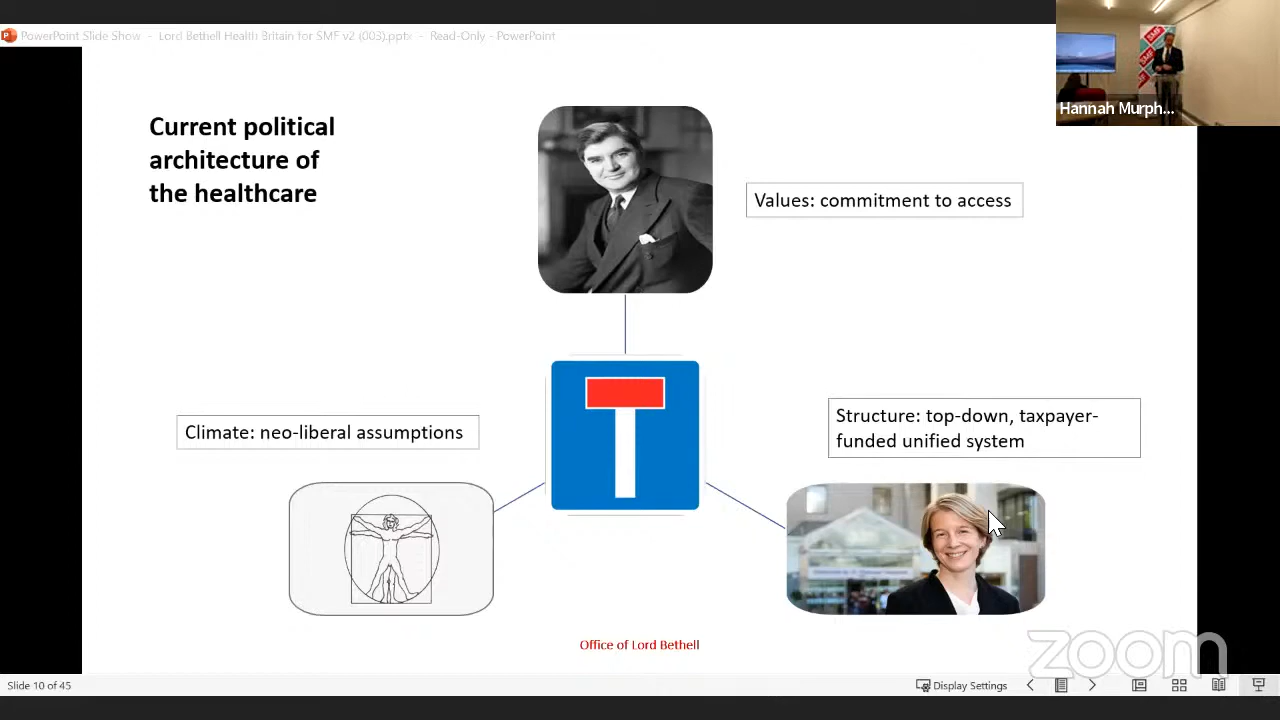 PowerPoint Slide Show - Lord Bethell Health Britain for SMF v2 (003).pptx - Read-Only - PowerPoint
SMF
SMF
Hannah Murph...
Current political
architecture of
the healthcare
Values: commitment to access
Climate: neo-liberal assumptions
Structure: top-down, taxpayer-
funded unified system
Office of Lord Bethell
zoom
Slide 10 of 45
Display Settings